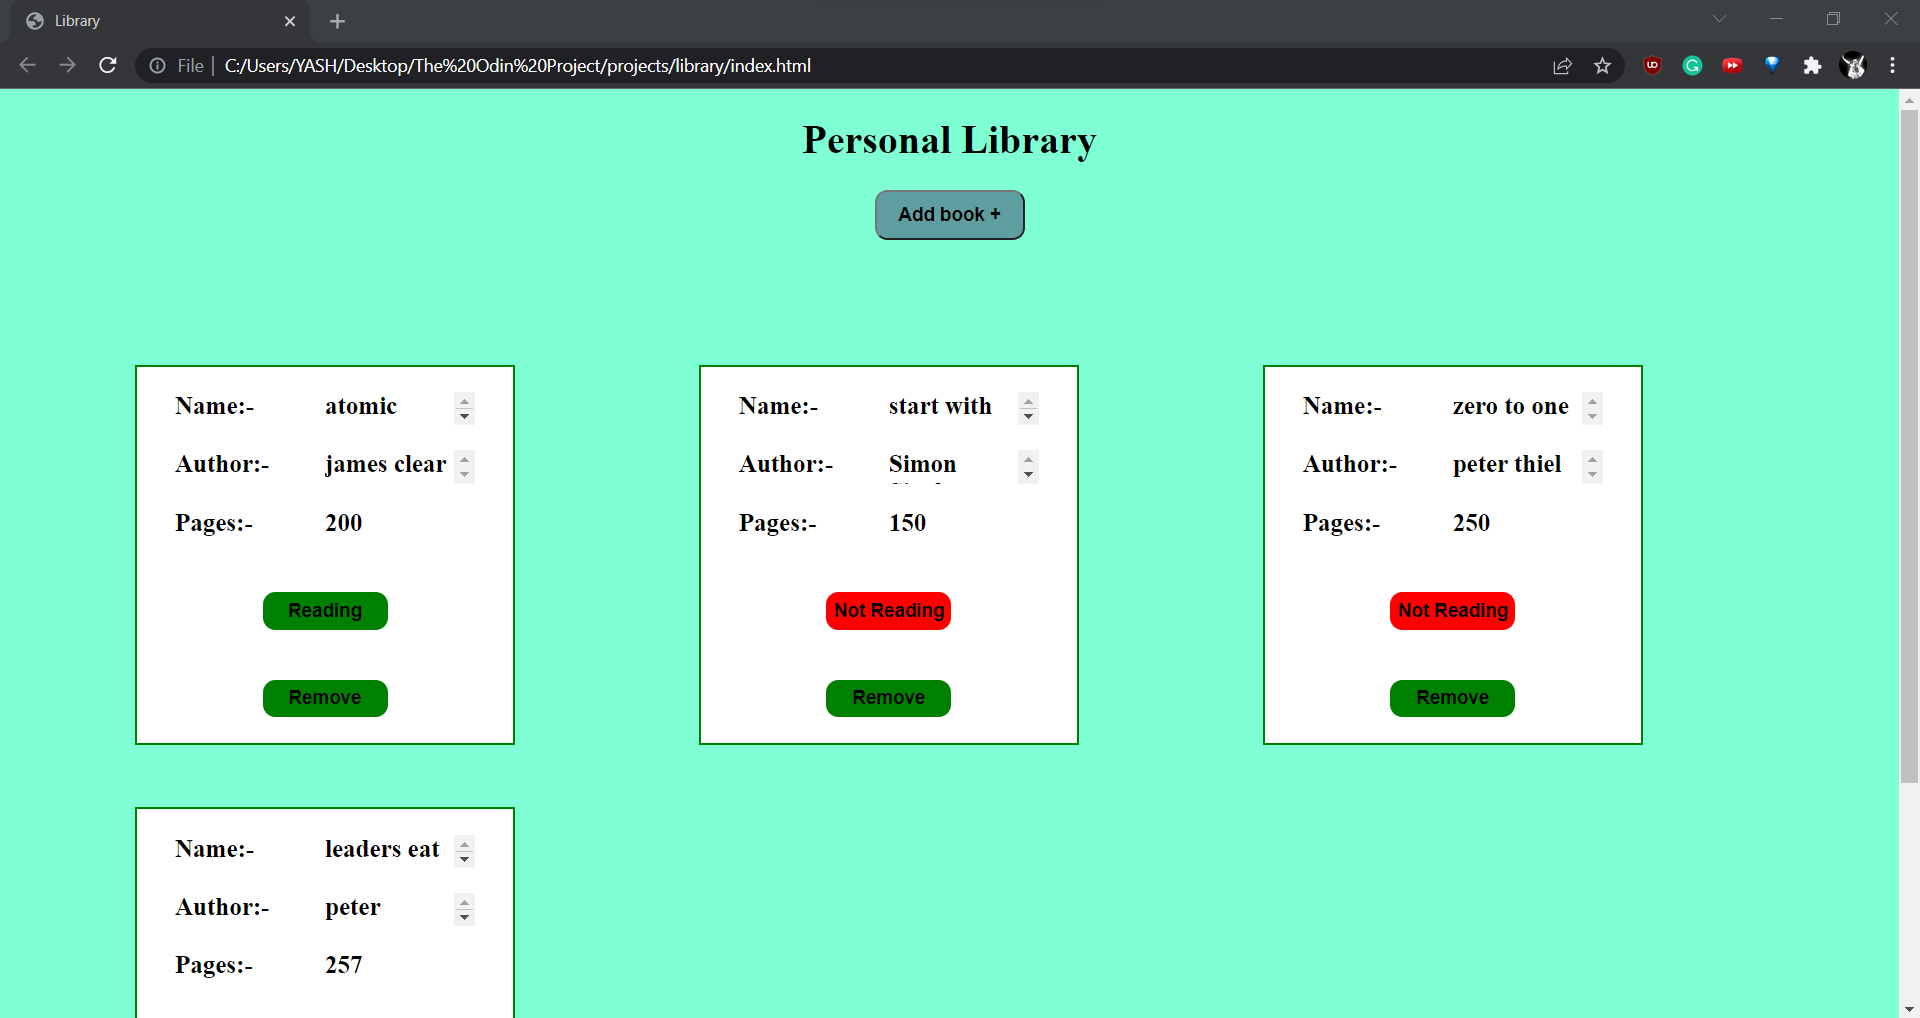 Library
File | C:/Users/YASH/Desktop/The%20Odin%20Project/projects/library/index.html
Personal Library
Add book +
Name:- atomic
Author:- james clear
Pages:- 200
Reading
Remove
Name:- start with
Author:- Simon
Pages:- 150
Not Reading
Remove
Name:- zero to one
Author:- peter thiel
Pages:- 250
Not Reading
Remove
Name:- leaders eat
Author:- peter
Pages:- 257